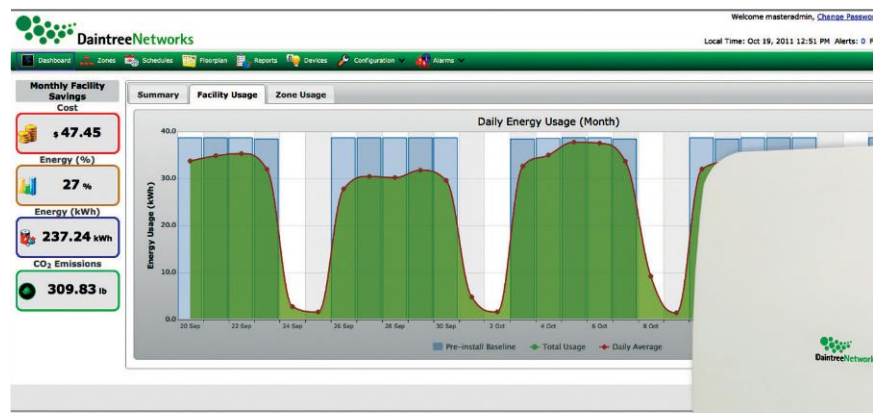 Welcome masteradmin, Change Passwo
DaintreeNetworks
Local Time: Oct 19, 2011 12:51 PM Alerts: 0 F
Dashboard Zones Schedules Floorplan Reports Devices Configuration Alarms
Monthly Facility
Savings
Cost
$ 47.45
Energy (%)
27 %
Energy (kWh)
237.24 kWh
CO₂ Emissions
309.83 lb
Summary Facility Usage Zone Usage
Daily Energy Usage (Month)
Energy Usage (kWh)
40.0
30.0
20.0
10.0
0.0
20 Sep 22 Sep 24 Sep 26 Sep 28 Sep 30 Sep 2 Oct 4 Oct 6 Oct 8 Oct
Pre-install Baseline Total Usage Daily Average
DaintreeNetwork